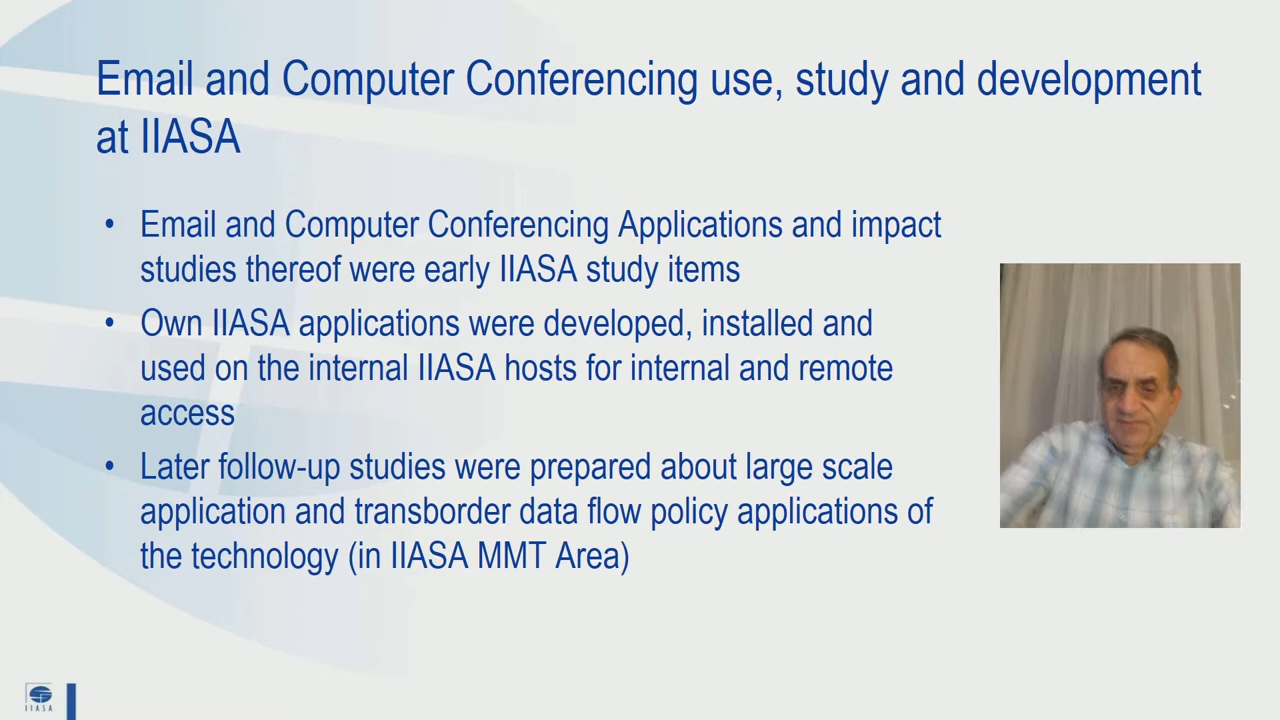 Email and Computer Conferencing use, study and development
at IIASA
• Email and Computer Conferencing Applications and impact
studies thereof were early IIASA study items
• Own IIASA applications were developed, installed and
used on the internal IIASA hosts for internal and remote
access
• Later follow-up studies were prepared about large scale
application and transborder data flow policy applications of
the technology (in IIASA MMT Area)
IIASA